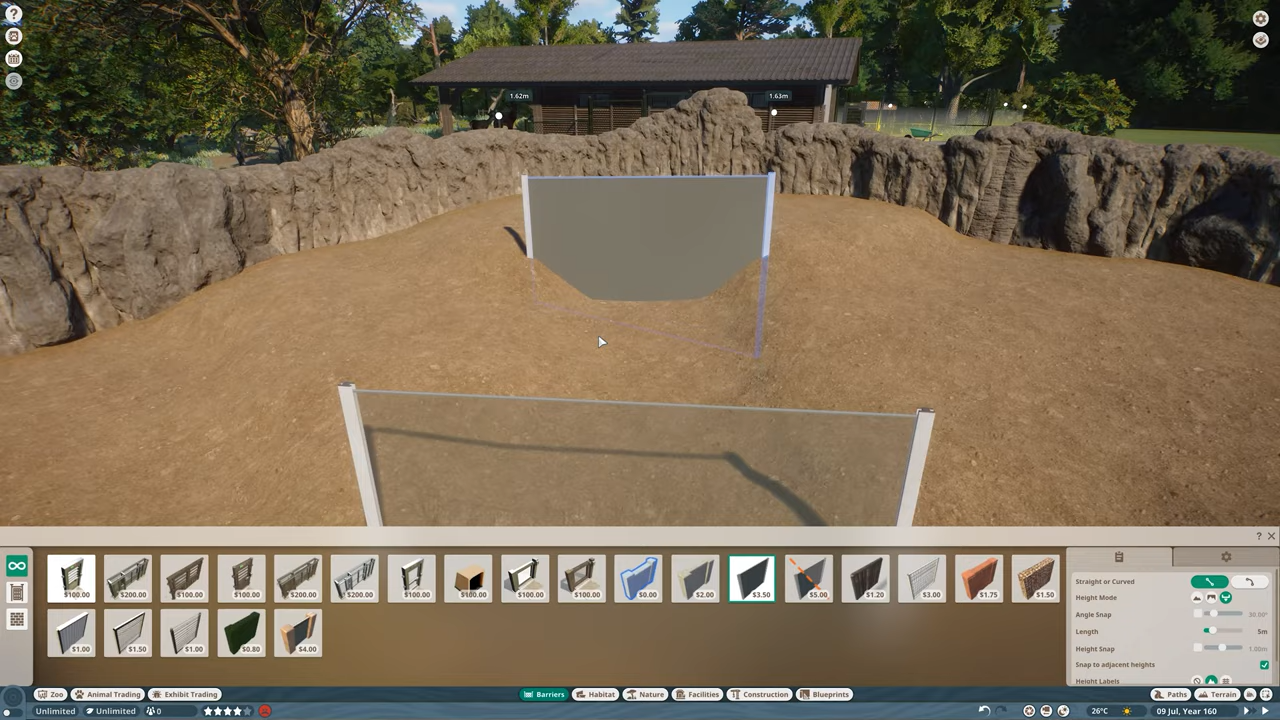 ?
1.62m
1.63m
? ×
$100.00 $200.00 $100.00 $100.00 $200.00 $200.00 $100.00 $100.00 $100.00 $100.00 $0.00 $2.00 $3.50 $5.00 $1.20 $3.00 $1.75 $1.50
$1.00 $1.50 $1.00 $0.80 $4.00
Straight or Curved
Height Mode
Angle Snap 30.00°
Length 5m
Height Snap 1.00m
Snap to adjacent heights
Height Labels
Zoo Animal Trading Exhibit Trading Barriers Habitat Nature Facilities Construction Blueprints Paths Terrain
Unlimited Unlimited 0 26°C 09 Jul, Year 160